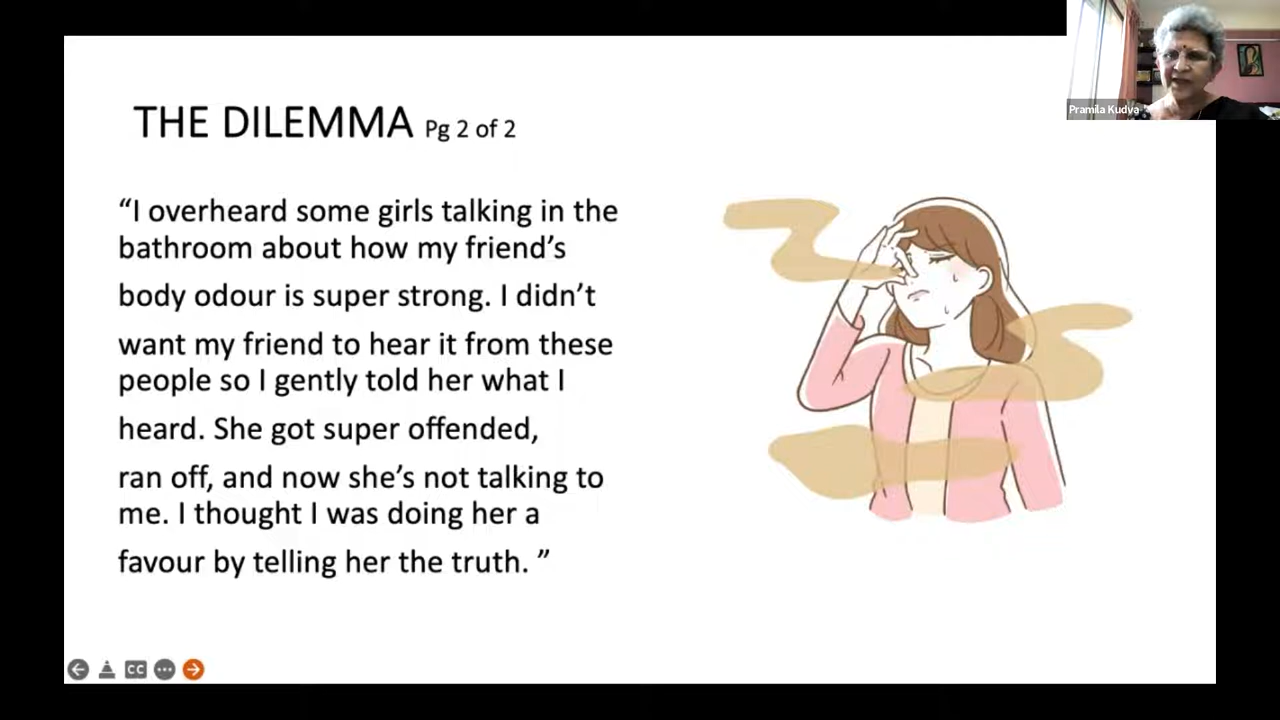 Pramila Kudva
THE DILEMMA Pg 2 of 2
“I overheard some girls talking in the
bathroom about how my friend’s
body odour is super strong. I didn’t
want my friend to hear it from these
people so I gently told her what I
heard. She got super offended,
ran off, and now she’s not talking to
me. I thought I was doing her a
favour by telling her the truth. ”
CC